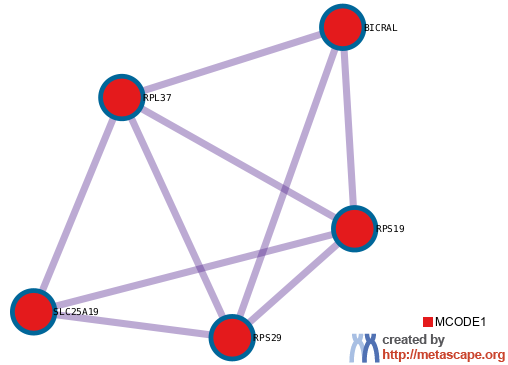 BICRAL
RPL37
RPS19
SLC25A19
RPS29
MCODE1
created by
http://metascape.org